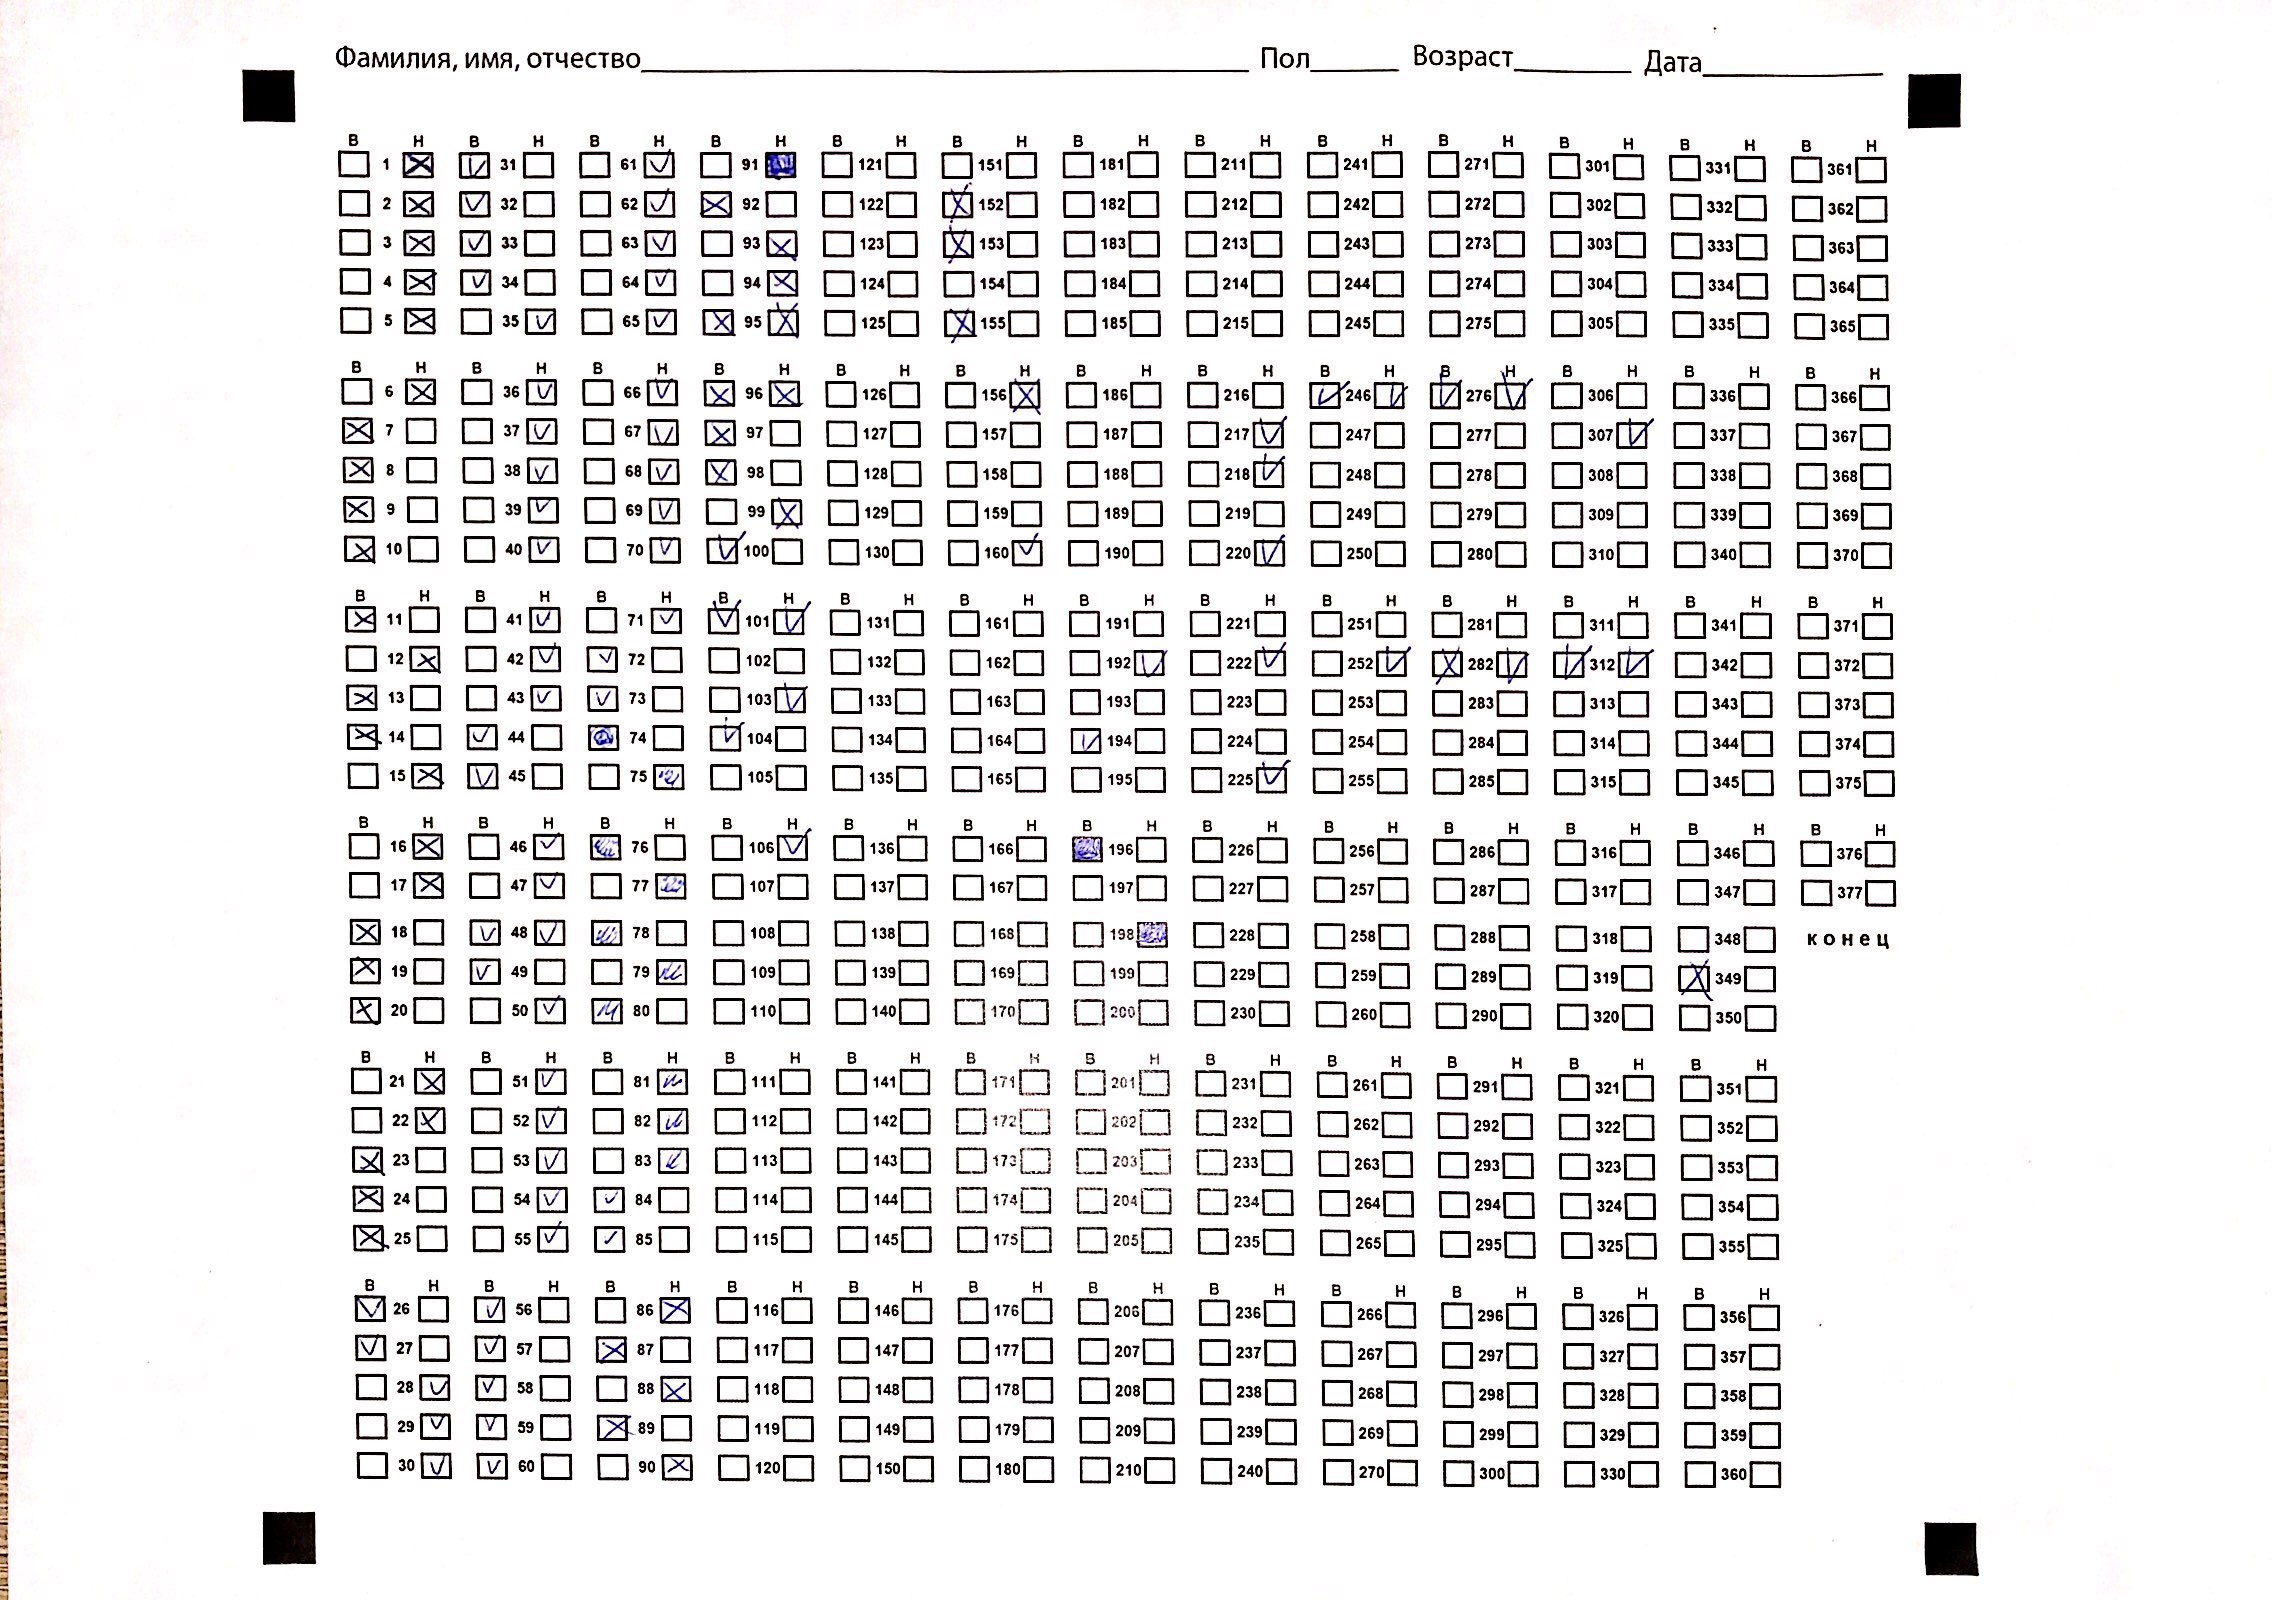 Фамилия, имя, отчество Пол Возраст Дата
В Н В Н В Н В Н В Н В Н В Н В Н В Н В Н В Н В Н В Н
1 31 61 91 121 151 181 211 241 271 301 331 361
2 32 62 92 122 152 182 212 242 272 302 332 362
3 33 63 93 123 153 183 213 243 273 303 333 363
4 34 64 94 124 154 184 214 244 274 304 334 364
5 35 65 95 125 155 185 215 245 275 305 335 365
В Н В Н В Н В Н В Н В Н В Н В Н В Н В Н В Н В Н В Н
6 36 66 96 126 156 186 216 246 276 306 336 366
7 37 67 97 127 157 187 217 247 277 307 337 367
8 38 68 98 128 158 188 218 248 278 308 338 368
9 39 69 99 129 159 189 219 249 279 309 339 369
10 40 70 100 130 160 190 220 250 280 310 340 370
В Н В Н В Н В Н В Н В Н В Н В Н В Н В Н В Н В Н В Н
11 41 71 101 131 161 191 221 251 281 311 341 371
12 42 72 102 132 162 192 222 252 282 312 342 372
13 43 73 103 133 163 193 223 253 283 313 343 373
14 44 74 104 134 164 194 224 254 284 314 344 374
15 45 75 105 135 165 195 225 255 285 315 345 375
В Н В Н В Н В Н В Н В Н В Н В Н В Н В Н В Н В Н В Н
16 46 76 106 136 166 196 226 256 286 316 346 376
17 47 77 107 137 167 197 227 257 287 317 347 377
18 48 78 108 138 168 198 228 258 288 318 348 конец
19 49 79 109 139 169 199 229 259 289 319 349
20 50 80 110 140 170 200 230 260 290 320 350
В Н В Н В Н В Н В Н В Н В Н В Н В Н В Н В Н В Н
21 51 81 111 141 171 201 231 261 291 321 351
22 52 82 112 142 172 202 232 262 292 322 352
23 53 83 113 143 173 203 233 263 293 323 353
24 54 84 114 144 174 204 234 264 294 324 354
25 55 85 115 145 175 205 235 265 295 325 355
В Н В Н В Н В Н В Н В Н В Н В Н В Н В Н В Н В Н
26 56 86 116 146 176 206 236 266 296 326 356
27 57 87 117 147 177 207 237 267 297 327 357
28 58 88 118 148 178 208 238 268 298 328 358
29 59 89 119 149 179 209 239 269 299 329 359
30 60 90 120 150 180 210 240 270 300 330 360